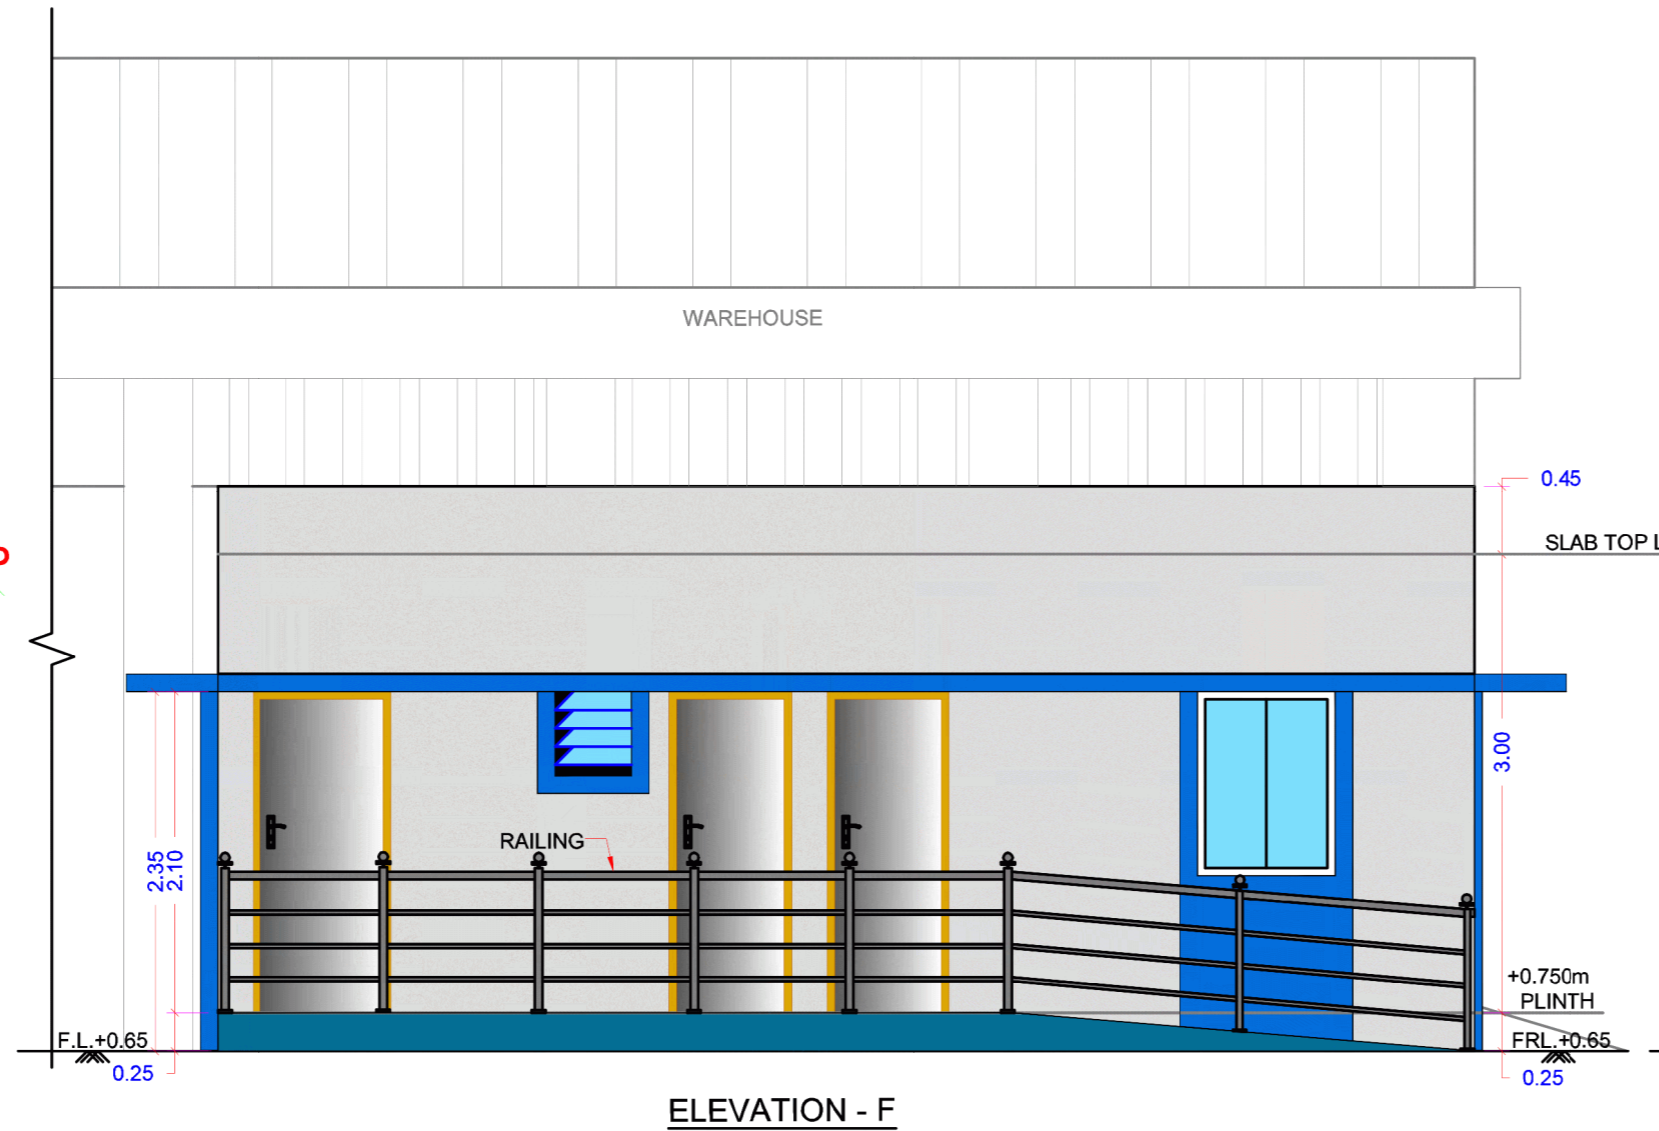 WAREHOUSE
0.45
SLAB TOP L
3.00
RAILING
2.35
2.10
+0.750m
PLINTH
F.L.+0.65
FRL.+0.65
0.25
0.25
ELEVATION - F